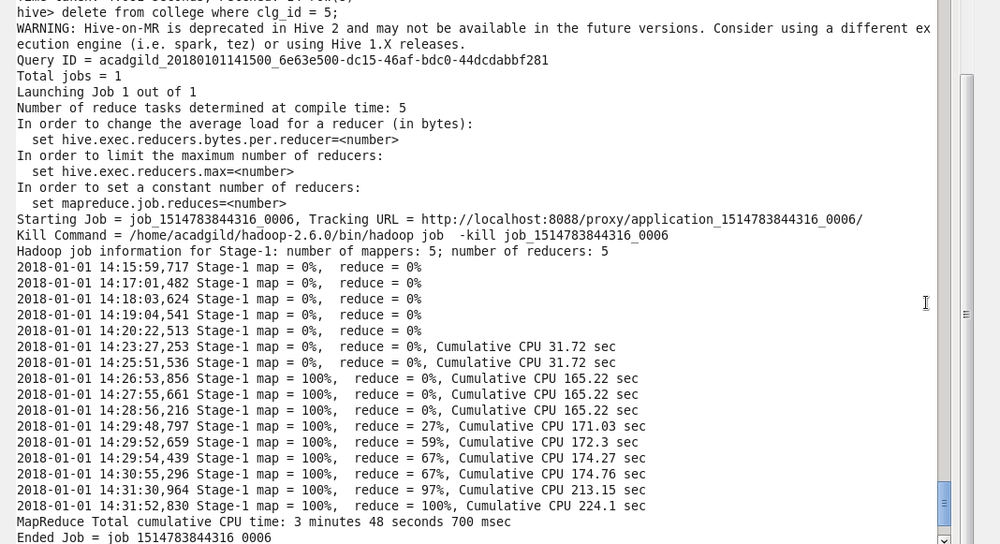 hive> delete from college where clg_id = 5;
WARNING: Hive-on-MR is deprecated in Hive 2 and may not be available in the future versions. Consider using a different ex
ecution engine (i.e. spark, tez) or using Hive 1.X releases.
Query ID = acadgild_20180101141500_6e63e500-dc15-46af-bdc0-44dcdabbf281
Total jobs = 1
Launching Job 1 out of 1
Number of reduce tasks determined at compile time: 5
In order to change the average load for a reducer (in bytes):
  set hive.exec.reducers.bytes.per.reducer=<number>
In order to limit the maximum number of reducers:
  set hive.exec.reducers.max=<number>
In order to set a constant number of reducers:
  set mapreduce.job.reduces=<number>
Starting Job = job_1514783844316_0006, Tracking URL = http://localhost:8088/proxy/application_1514783844316_0006/
Kill Command = /home/acadgild/hadoop-2.6.0/bin/hadoop job  -kill job_1514783844316_0006
Hadoop job information for Stage-1: number of mappers: 5; number of reducers: 5
2018-01-01 14:15:59,717 Stage-1 map = 0%,  reduce = 0%
2018-01-01 14:17:01,482 Stage-1 map = 0%,  reduce = 0%
2018-01-01 14:18:03,624 Stage-1 map = 0%,  reduce = 0%
2018-01-01 14:19:04,541 Stage-1 map = 0%,  reduce = 0%
2018-01-01 14:20:22,513 Stage-1 map = 0%,  reduce = 0%
2018-01-01 14:23:27,253 Stage-1 map = 0%,  reduce = 0%, Cumulative CPU 31.72 sec
2018-01-01 14:25:51,536 Stage-1 map = 0%,  reduce = 0%, Cumulative CPU 31.72 sec
2018-01-01 14:26:53,856 Stage-1 map = 100%,  reduce = 0%, Cumulative CPU 165.22 sec
2018-01-01 14:27:55,661 Stage-1 map = 100%,  reduce = 0%, Cumulative CPU 165.22 sec
2018-01-01 14:28:56,216 Stage-1 map = 100%,  reduce = 0%, Cumulative CPU 165.22 sec
2018-01-01 14:29:48,797 Stage-1 map = 100%,  reduce = 27%, Cumulative CPU 171.03 sec
2018-01-01 14:29:52,659 Stage-1 map = 100%,  reduce = 59%, Cumulative CPU 172.3 sec
2018-01-01 14:29:54,439 Stage-1 map = 100%,  reduce = 67%, Cumulative CPU 174.27 sec
2018-01-01 14:30:55,296 Stage-1 map = 100%,  reduce = 67%, Cumulative CPU 174.76 sec
2018-01-01 14:31:30,964 Stage-1 map = 100%,  reduce = 97%, Cumulative CPU 213.15 sec
2018-01-01 14:31:52,830 Stage-1 map = 100%,  reduce = 100%, Cumulative CPU 224.1 sec
MapReduce Total cumulative CPU time: 3 minutes 48 seconds 700 msec
Ended Job = job_1514783844316_0006